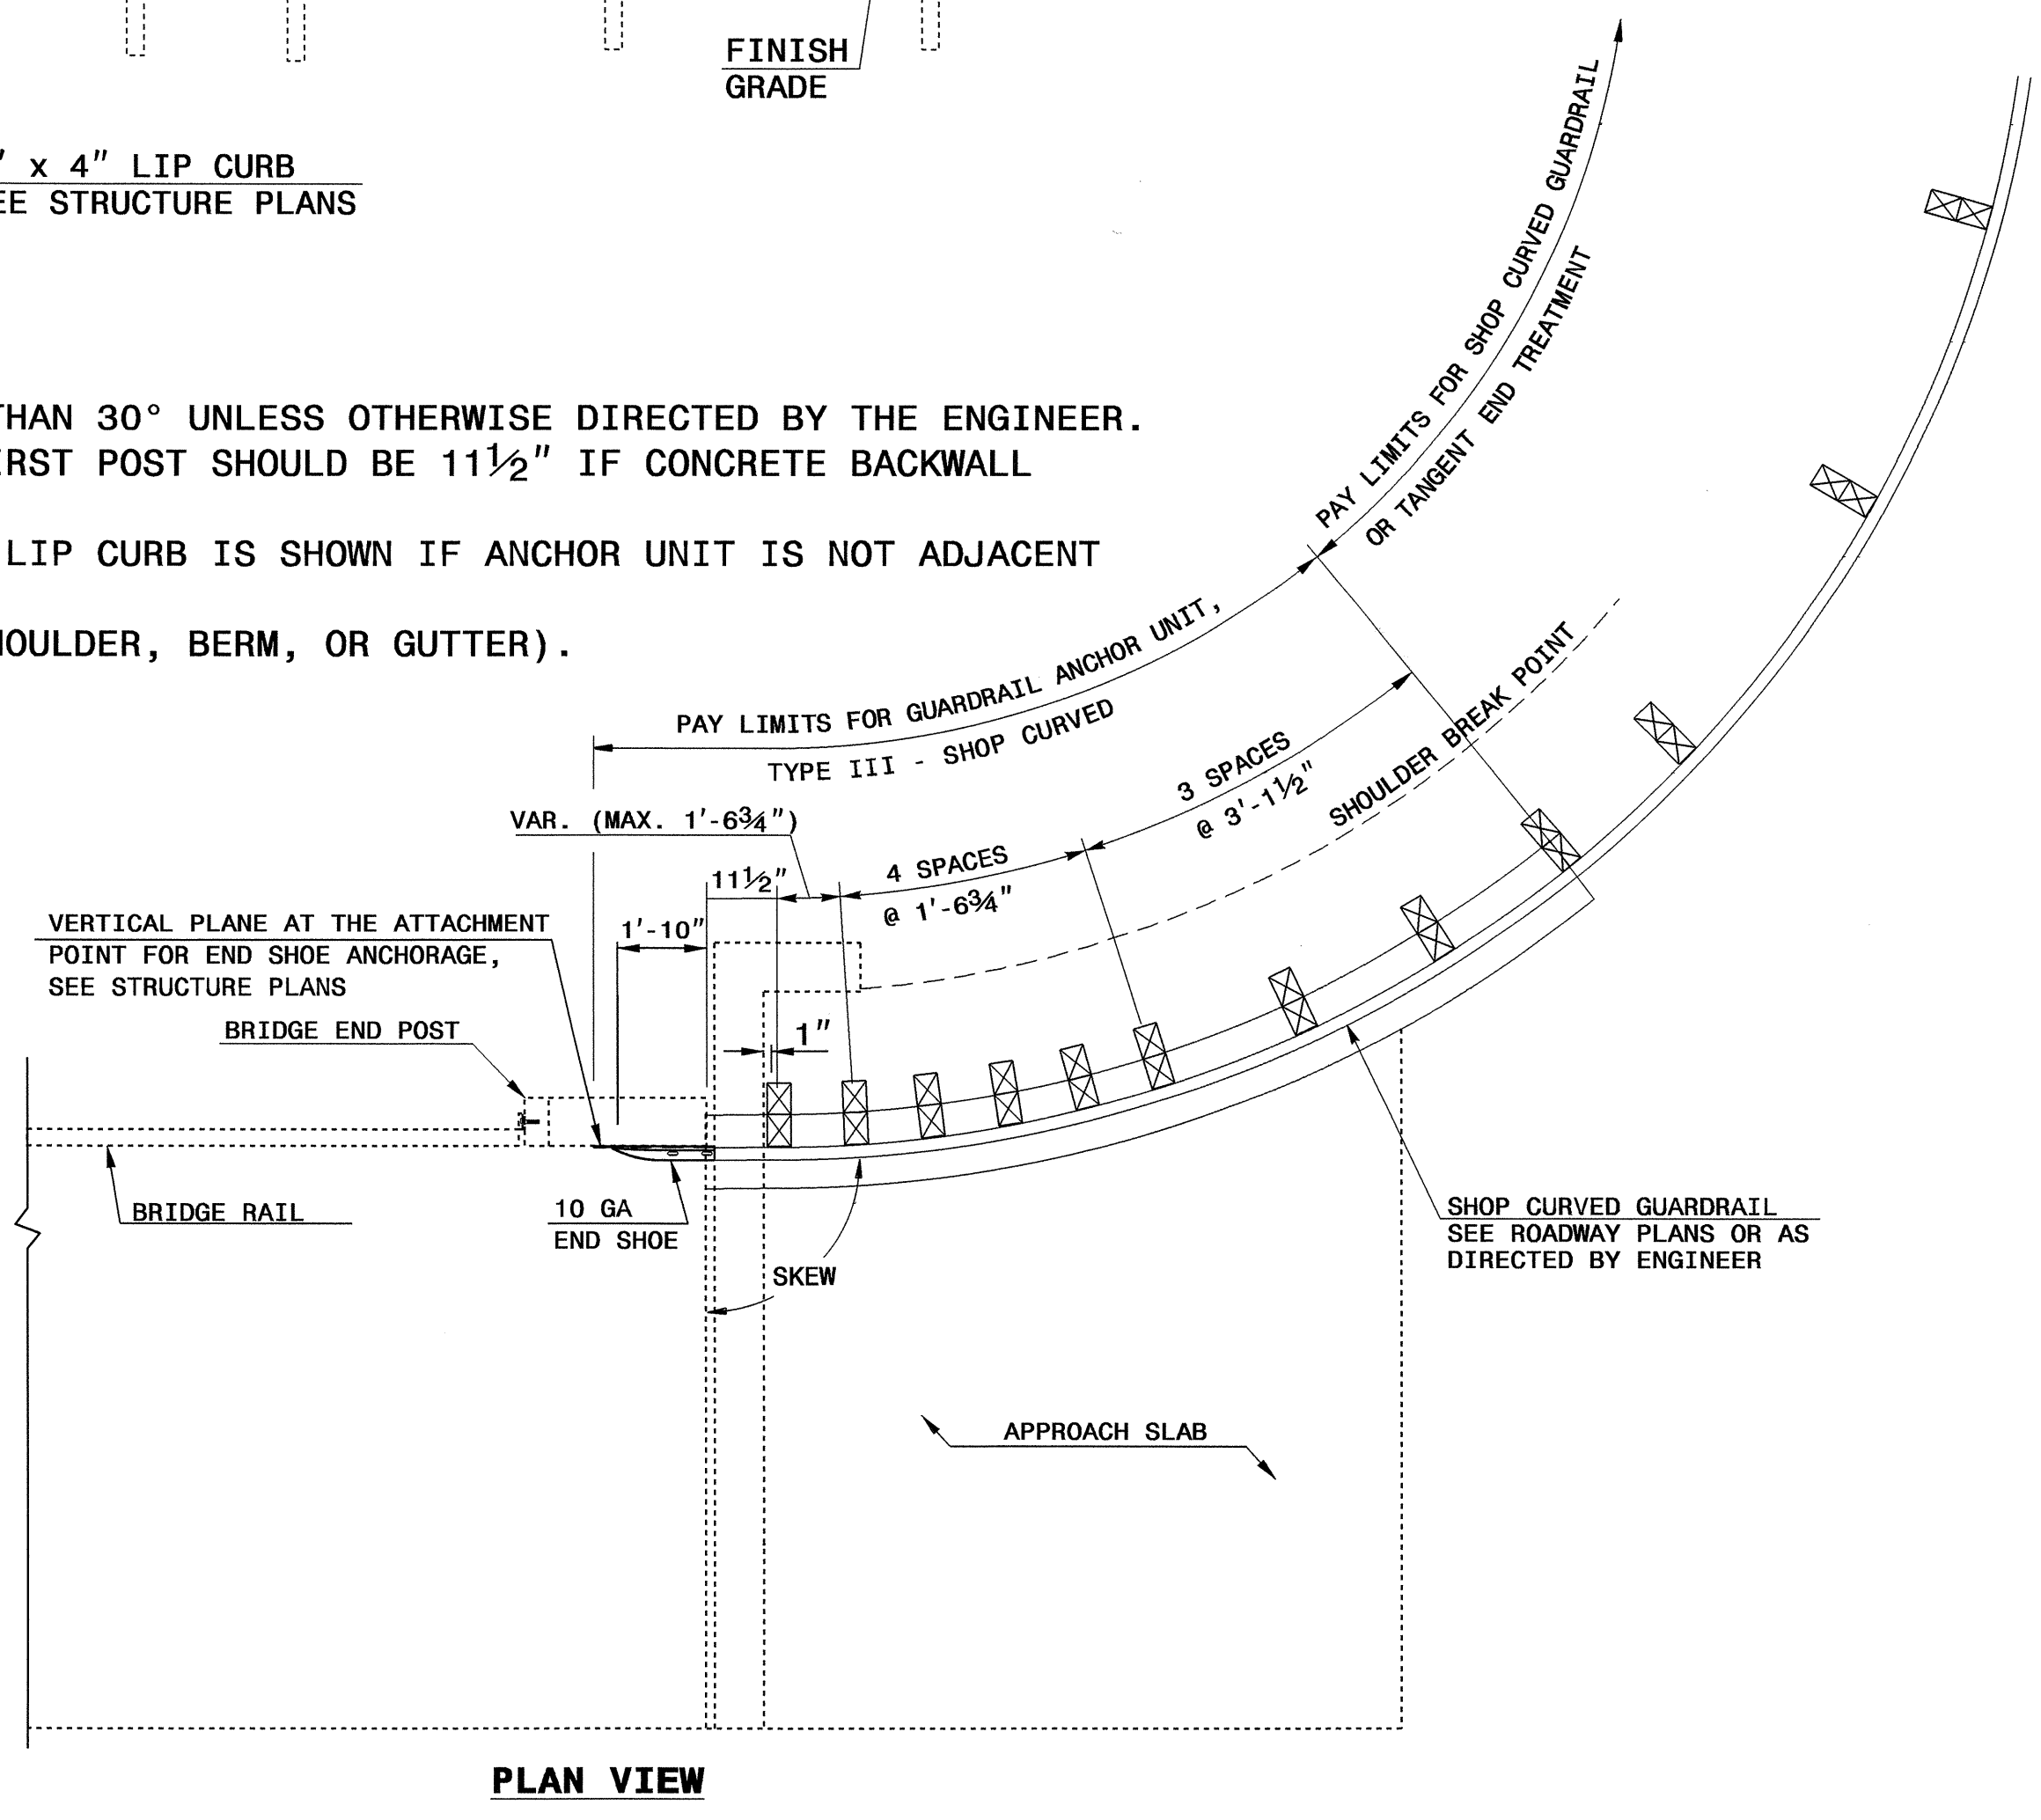 FINISH
GRADE
x 4" LIP CURB
STRUCTURE PLANS
THAN 30° UNLESS OTHERWISE DIRECTED BY THE ENGINEER.
POST SHOULD BE 11½" IF CONCRETE BACKWALL
LIP CURB IS SHOWN IF ANCHOR UNIT IS NOT ADJACENT
BERM, OR GUTTER).
PAY LIMITS FOR SHOP CURVED GUARDRAIL
OR TANGENT END TREATMENT
PAY LIMITS FOR GUARDRAIL ANCHOR UNIT,
TYPE III - SHOP CURVED
3 SPACES
@ 3'-1½"
SHOULDER BREAK POINT
VAR. (MAX. 1'-6¾")
4 SPACES
@ 1'-6¾"
11½"
1'-10"
VERTICAL PLANE AT THE ATTACHMENT
POINT FOR END SHOE ANCHORAGE,
SEE STRUCTURE PLANS
BRIDGE END POST
1"
BRIDGE RAIL
10 GA
END SHOE
SKEW
SHOP CURVED GUARDRAIL
SEE ROADWAY PLANS OR AS
DIRECTED BY ENGINEER
APPROACH SLAB
PLAN VIEW